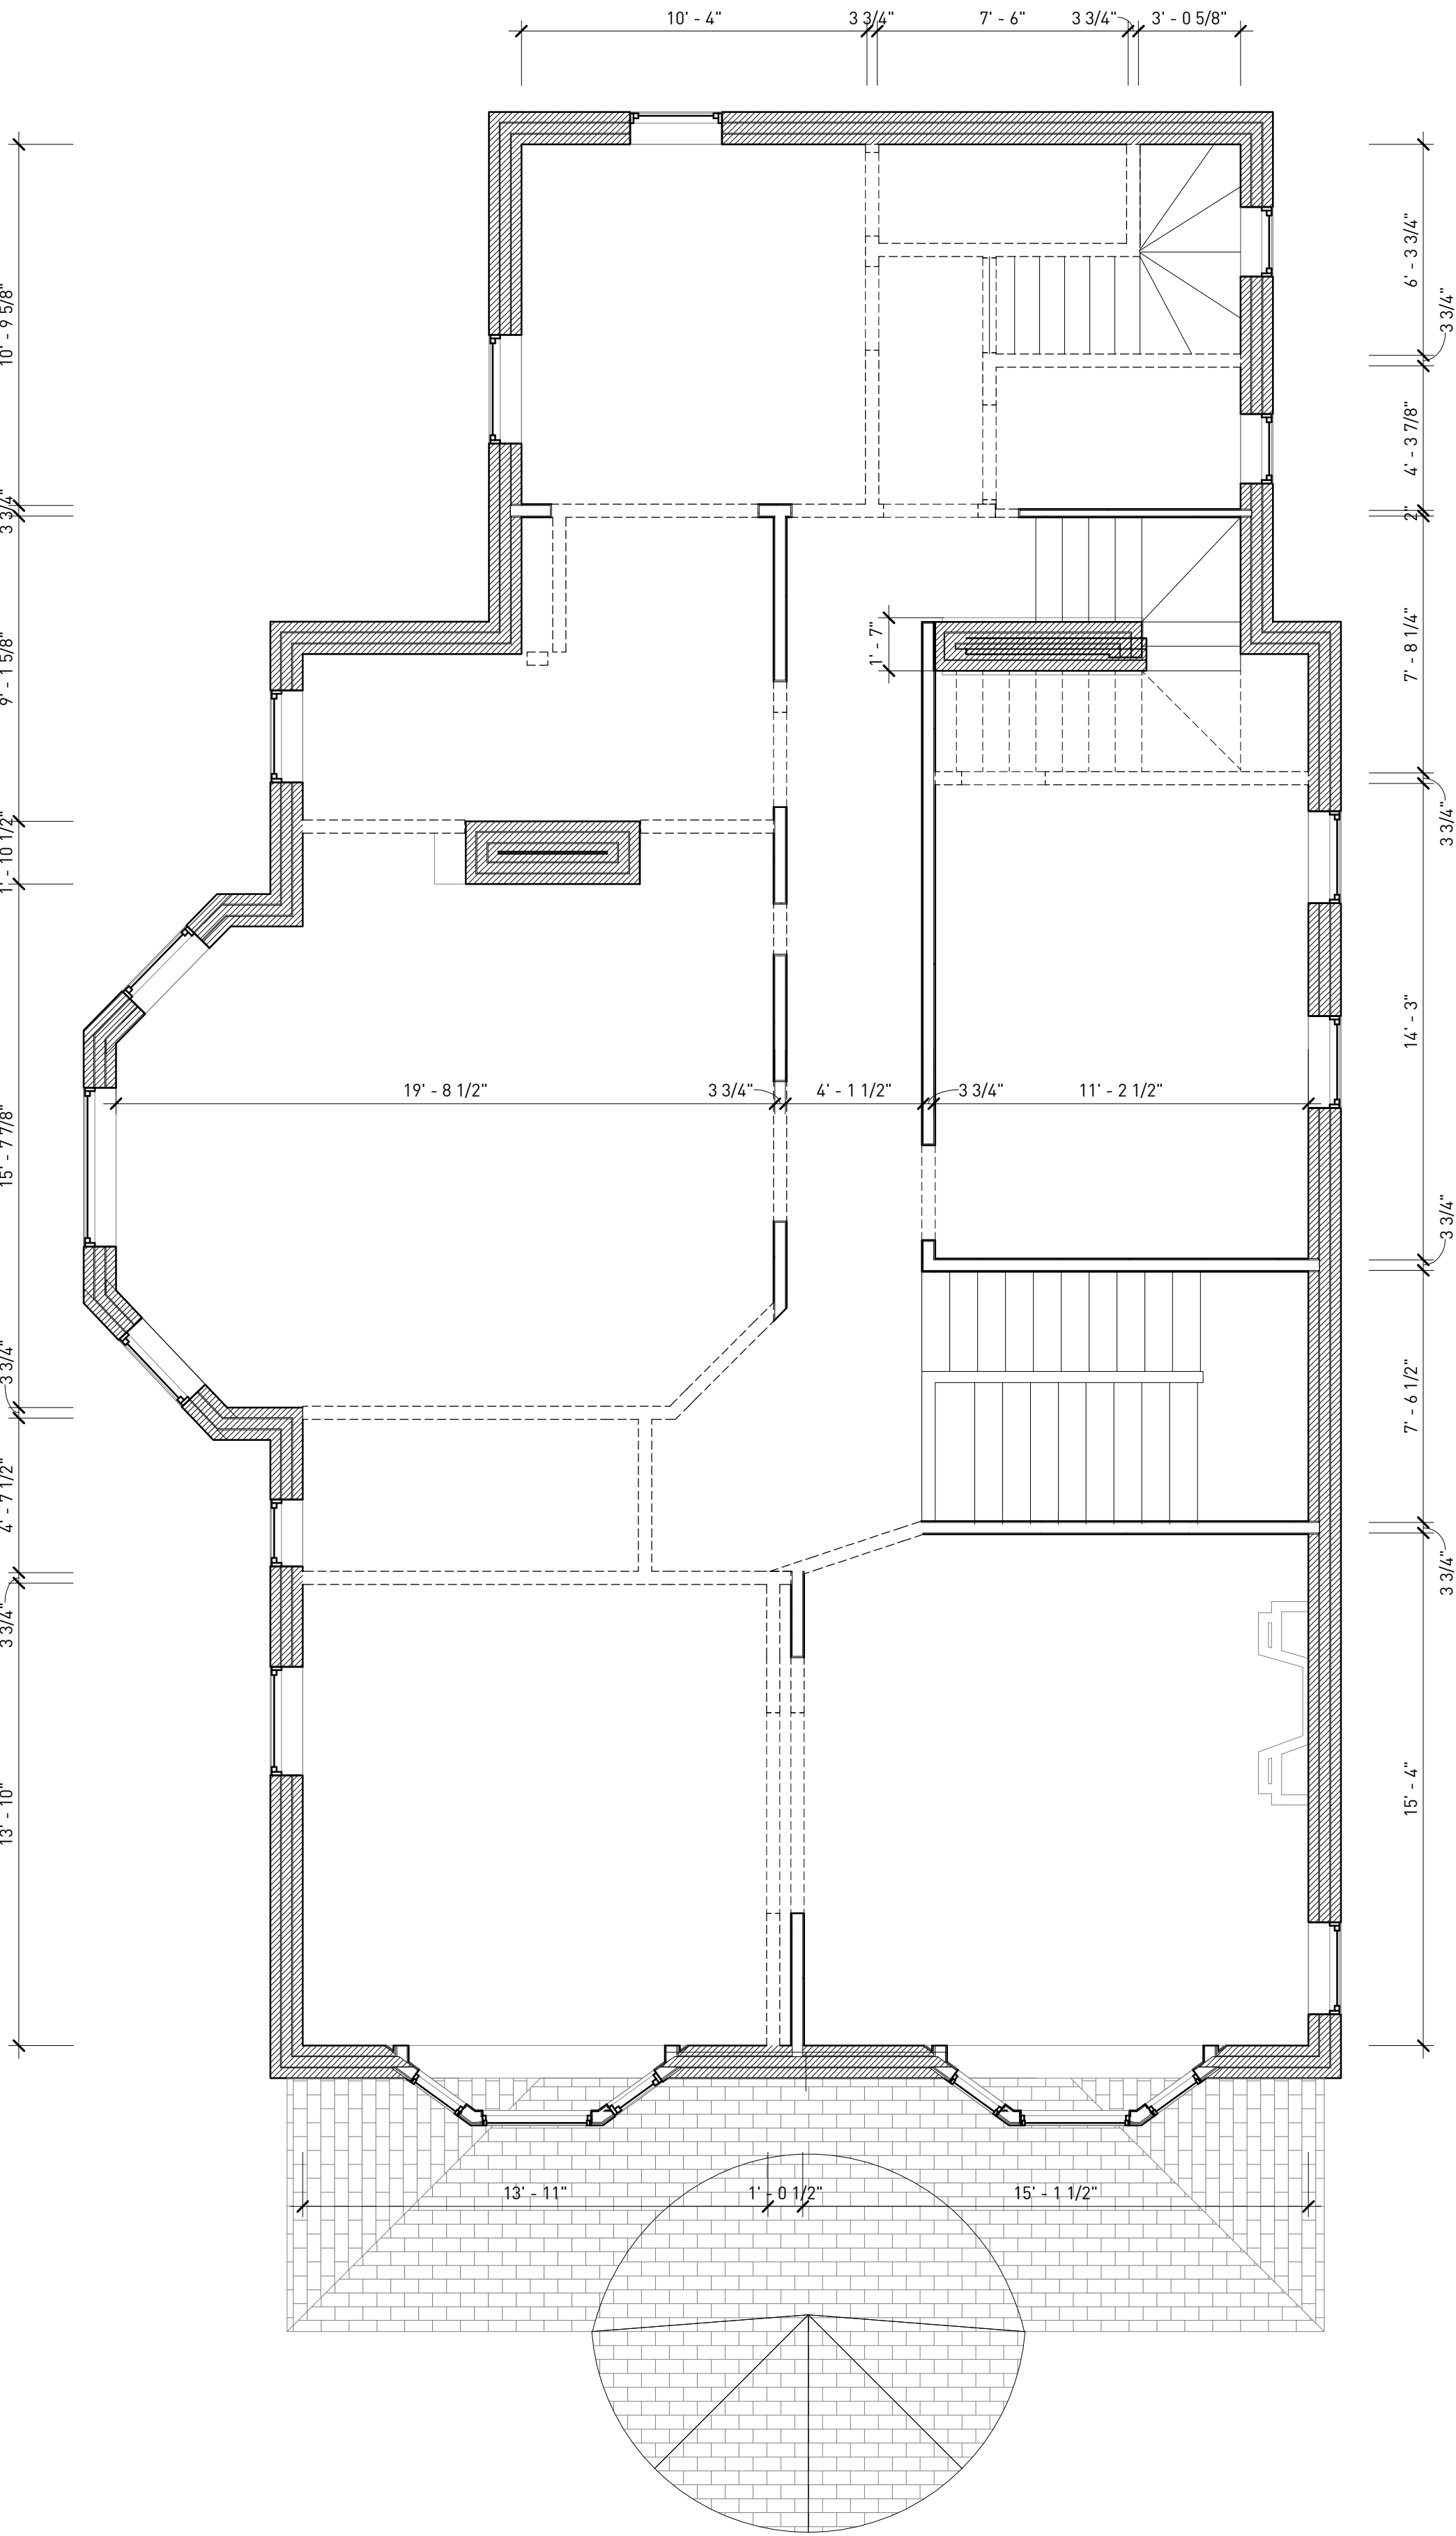 10' - 4"
3 3/4"
7' - 6"
3 3/4"
3' - 0 5/8"
10' - 9 5/8"
3 3/4"
9' - 1 5/8"
1' - 10 1/2"
15' - 7 7/8"
3 3/4"
4' - 7 1/2"
3 3/4"
13' - 10"
6' - 3 3/4"
3 3/4"
4' - 3 7/8"
2"
7' - 8 1/4"
3 3/4"
14' - 3"
3 3/4"
7' - 6 1/2"
3 3/4"
15' - 4"
1' - 7"
19' - 8 1/2"
3 3/4"
4' - 1 1/2"
3 3/4"
11' - 2 1/2"
13' - 11"
1' - 0 1/2"
15' - 1 1/2"